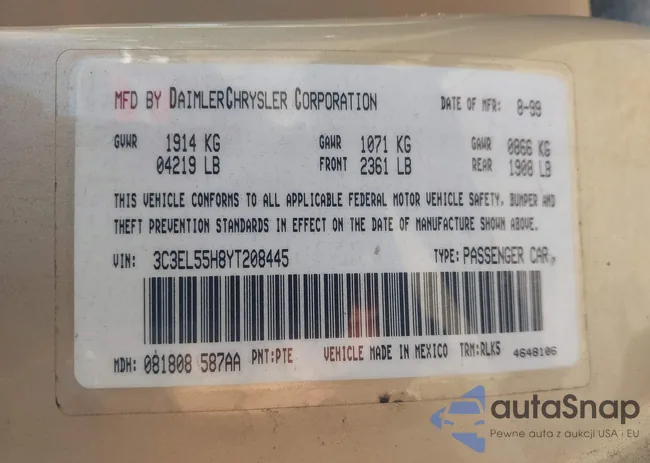 MFD BY DAIMLERCHRYSLER CORPORATION DATE OF MFR: 8-99
GVWR 1914 KG GAWR 1071 KG GAWR 0866 KG
04219 LB FRONT 2361 LB REAR 1908 LB
THIS VEHICLE CONFORMS TO ALL APPLICABLE FEDERAL MOTOR VEHICLE SAFETY, BUMPER AND
THEFT PREVENTION STANDARDS IN EFFECT ON THE DATE OF MANUFACTURE SHOWN ABOVE.
VIN: 3C3EL55H8YT208445 TYPE: PASSENGER CAR
MDH: 081808 587AA PNT:PTE VEHICLE MADE IN MEXICO TRM:RLK5 4648106
autaSnap
Pewne auta z aukcji USA i EU